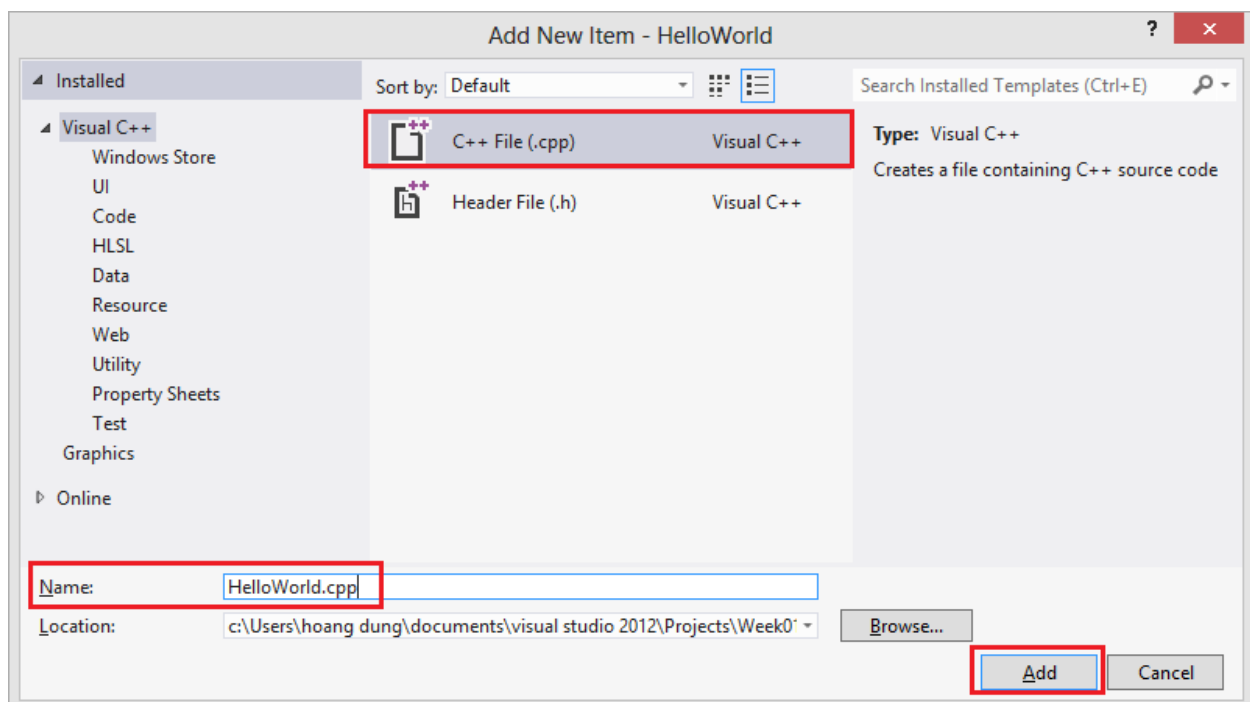 Add New Item - HelloWorld
?
Installed
Sort by: Default
Search Installed Templates (Ctrl+E)
Visual C++
Windows Store
UI
Code
HLSL
Data
Resource
Web
Utility
Property Sheets
Test
Graphics
Online
C++ File (.cpp) Visual C++
Header File (.h) Visual C++
Type: Visual C++
Creates a file containing C++ source code
Name: HelloWorld.cpp
Location: c:\Users\hoang dung\documents\visual studio 2012\Projects\Week0
Browse...
Add Cancel